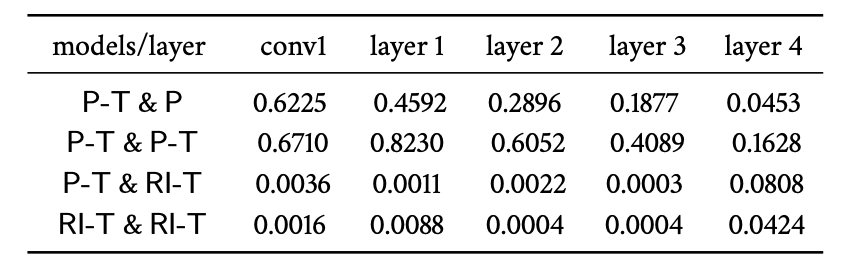 models/layer conv1 layer 1 layer 2 layer 3 layer 4
P-T & P 0.6225 0.4592 0.2896 0.1877 0.0453
P-T & P-T 0.6710 0.8230 0.6052 0.4089 0.1628
P-T & RI-T 0.0036 0.0011 0.0022 0.0003 0.0808
RI-T & RI-T 0.0016 0.0088 0.0004 0.0004 0.0424